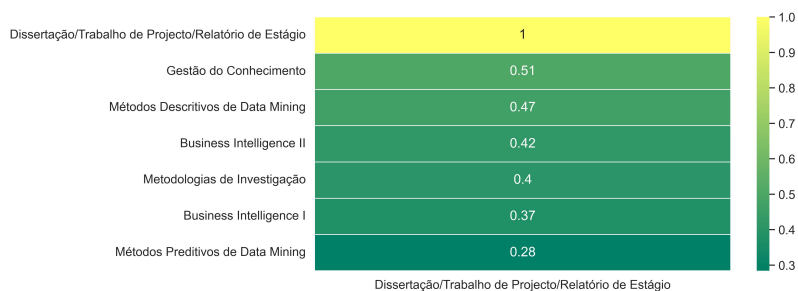 Dissertação/Trabalho de Projecto/Relatório de Estágio 1 1.0
Gestão do Conhecimento 0.51 0.9
Métodos Descritivos de Data Mining 0.47 0.8
Business Intelligence II 0.42 0.7
Metodologias de Investigação 0.4 0.6
Business Intelligence I 0.37 0.5
Métodos Preditivos de Data Mining 0.28 0.4
0.3
Dissertação/Trabalho de Projecto/Relatório de Estágio